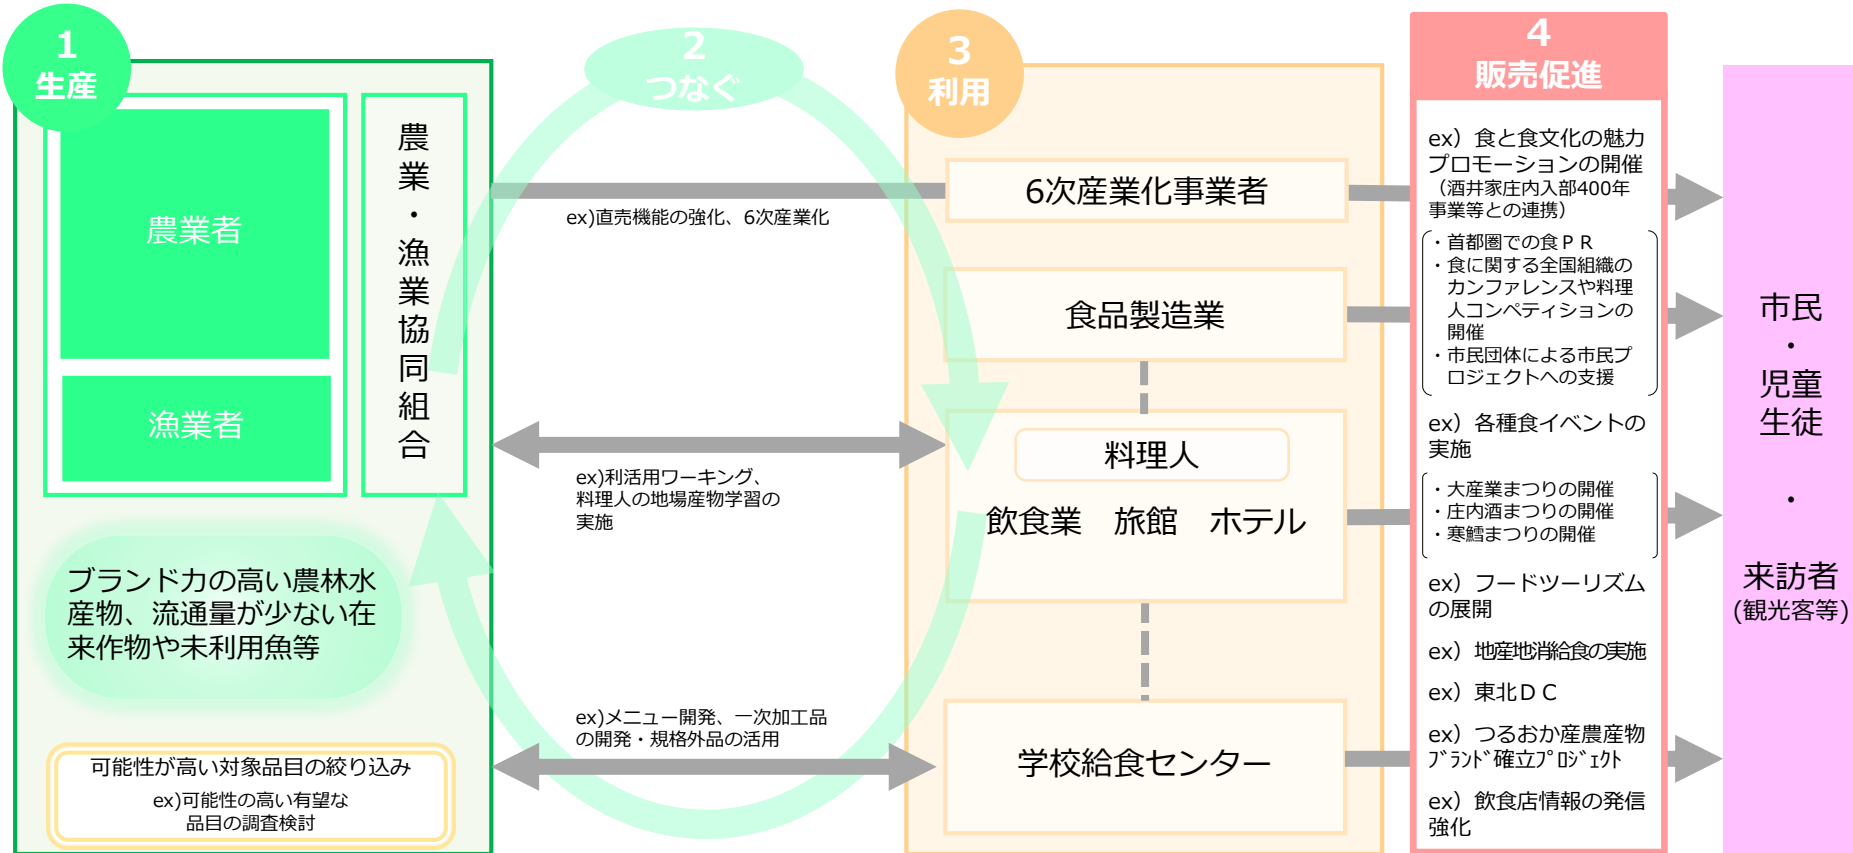 1
生産
農業者
漁業者
農業・漁業協同組合
ブランド力の高い農林水
産物、流通量が少ない在
来作物や未利用魚等
可能性が高い対象品目の絞り込み
ex)可能性の高い有望な
品目の調査検討
2
つなぐ
ex)直売機能の強化、6次産業化
ex)利活用ワーキング、
料理人の地場産物学習の
実施
ex)メニュー開発、一次加工品
の開発・規格外品の活用
3
利用
6次産業化事業者
食品製造業
料理人
飲食業　旅館　ホテル
学校給食センター
4
販売促進
ex）食と食文化の魅力
プロモーションの開催
（酒井家庄内入部400年
事業等との連携）
・首都圏での食ＰＲ
・食に関する全国組織の
カンファレンスや料理
人コンペティションの
開催
・市民団体による市民プ
ロジェクトへの支援
ex）各種食イベントの
実施
・大産業まつりの開催
・庄内酒まつりの開催
・寒鱈まつりの開催
ex）フードツーリズム
の展開
ex）地産地消給食の実施
ex）東北ＤＣ
ex）つるおか産農産物
ﾌﾞﾗﾝﾄﾞ確立ﾌﾟﾛｼﾞｪｸﾄ
ex）飲食店情報の発信
強化
市民
・
児童
生徒
・
来訪者
(観光客等)